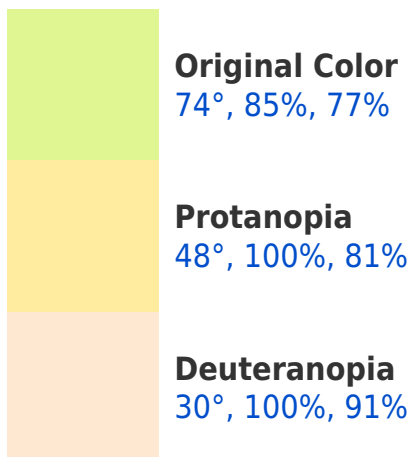 Original Color
74°, 85%, 77%
Protanopia
48°, 100%, 81%
Deuteranopia
30°, 100%, 91%